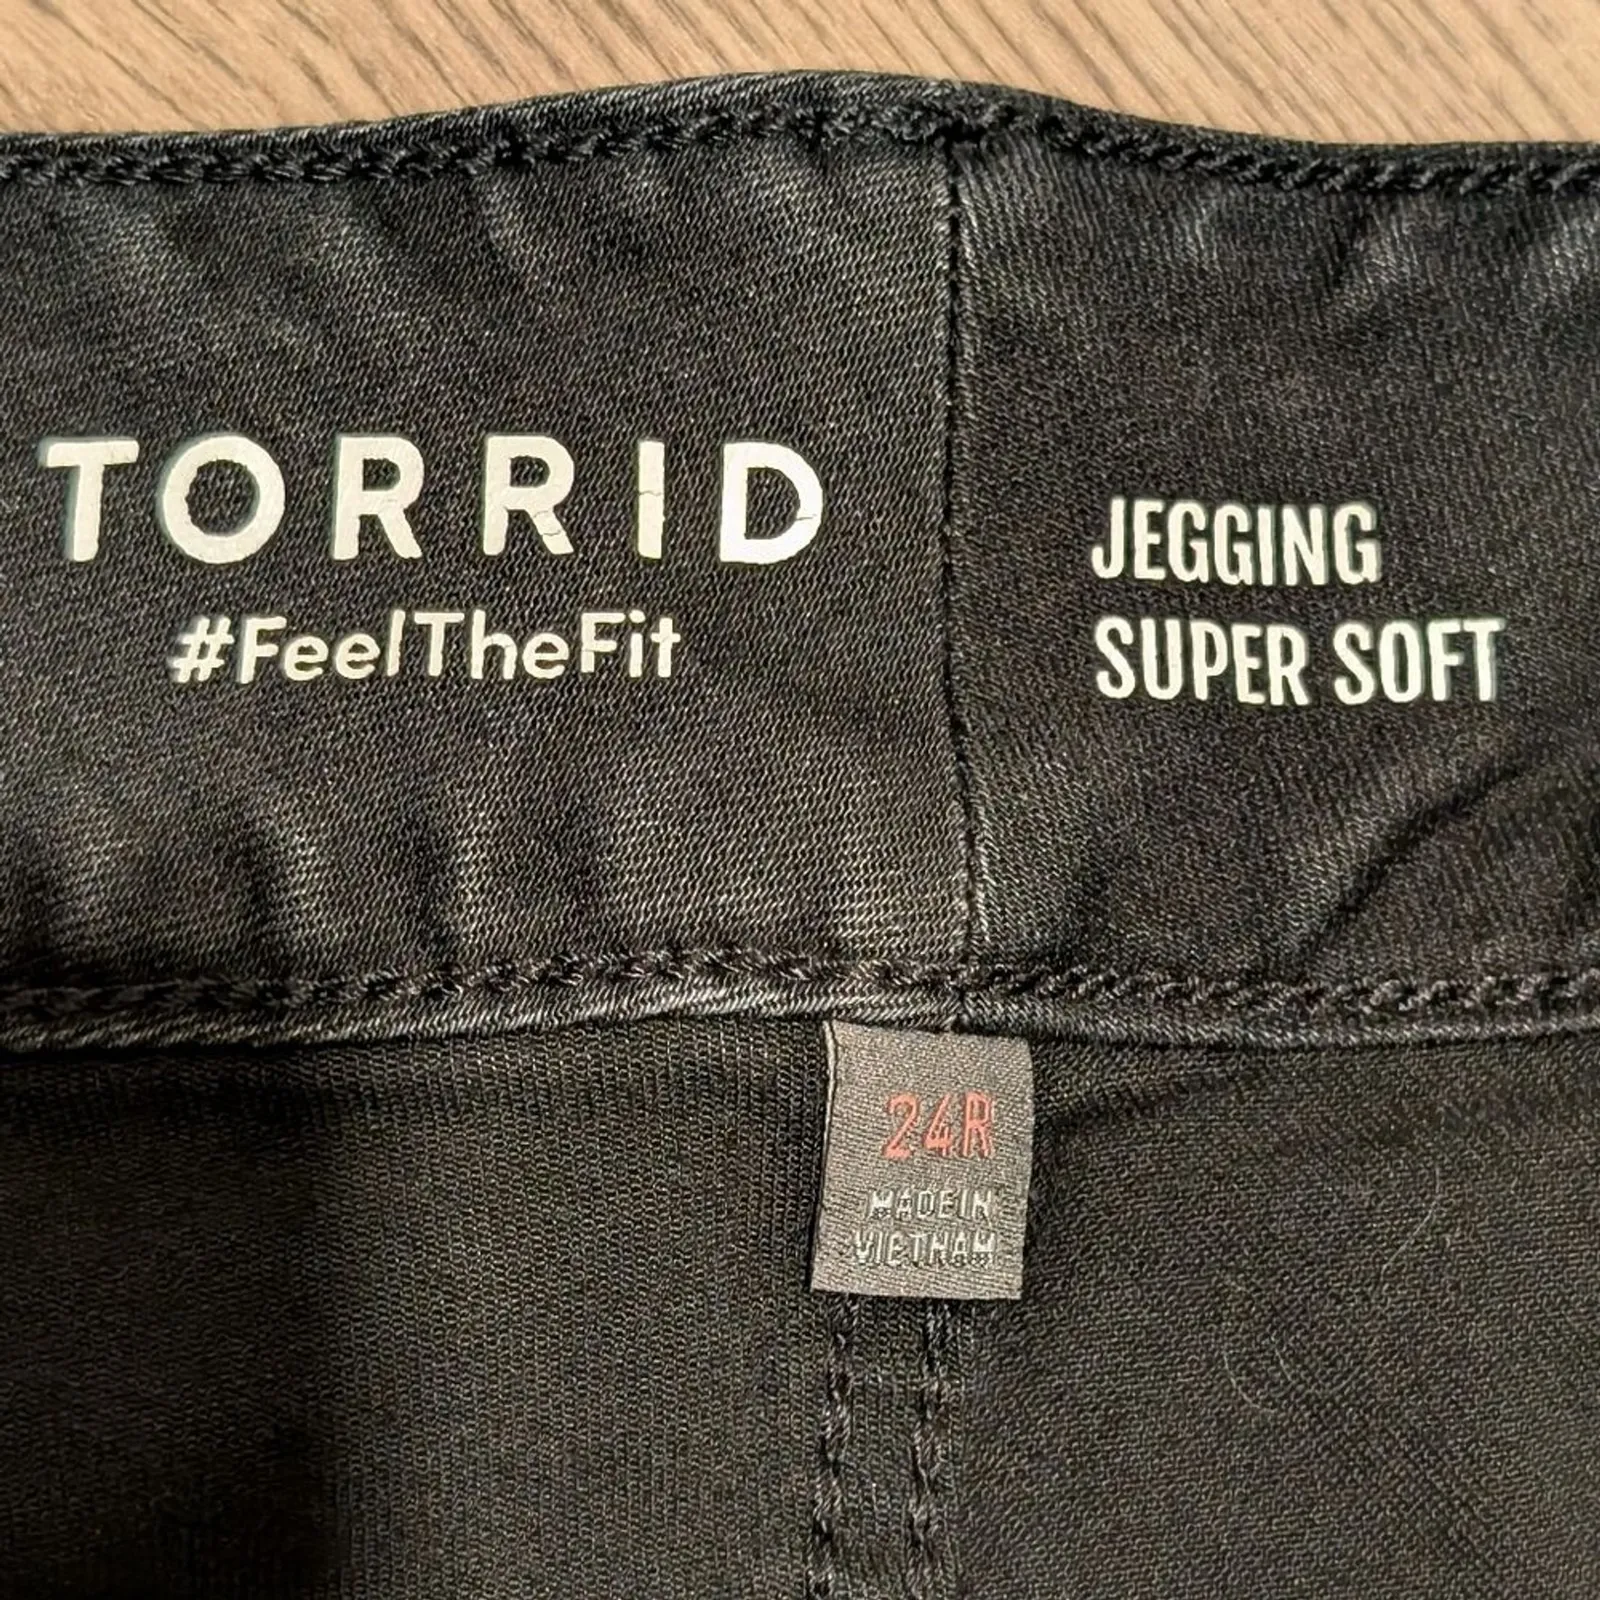 TORRID
#FeelTheFit
JEGGING
SUPER SOFT
24R
MADE IN
VIETNAM